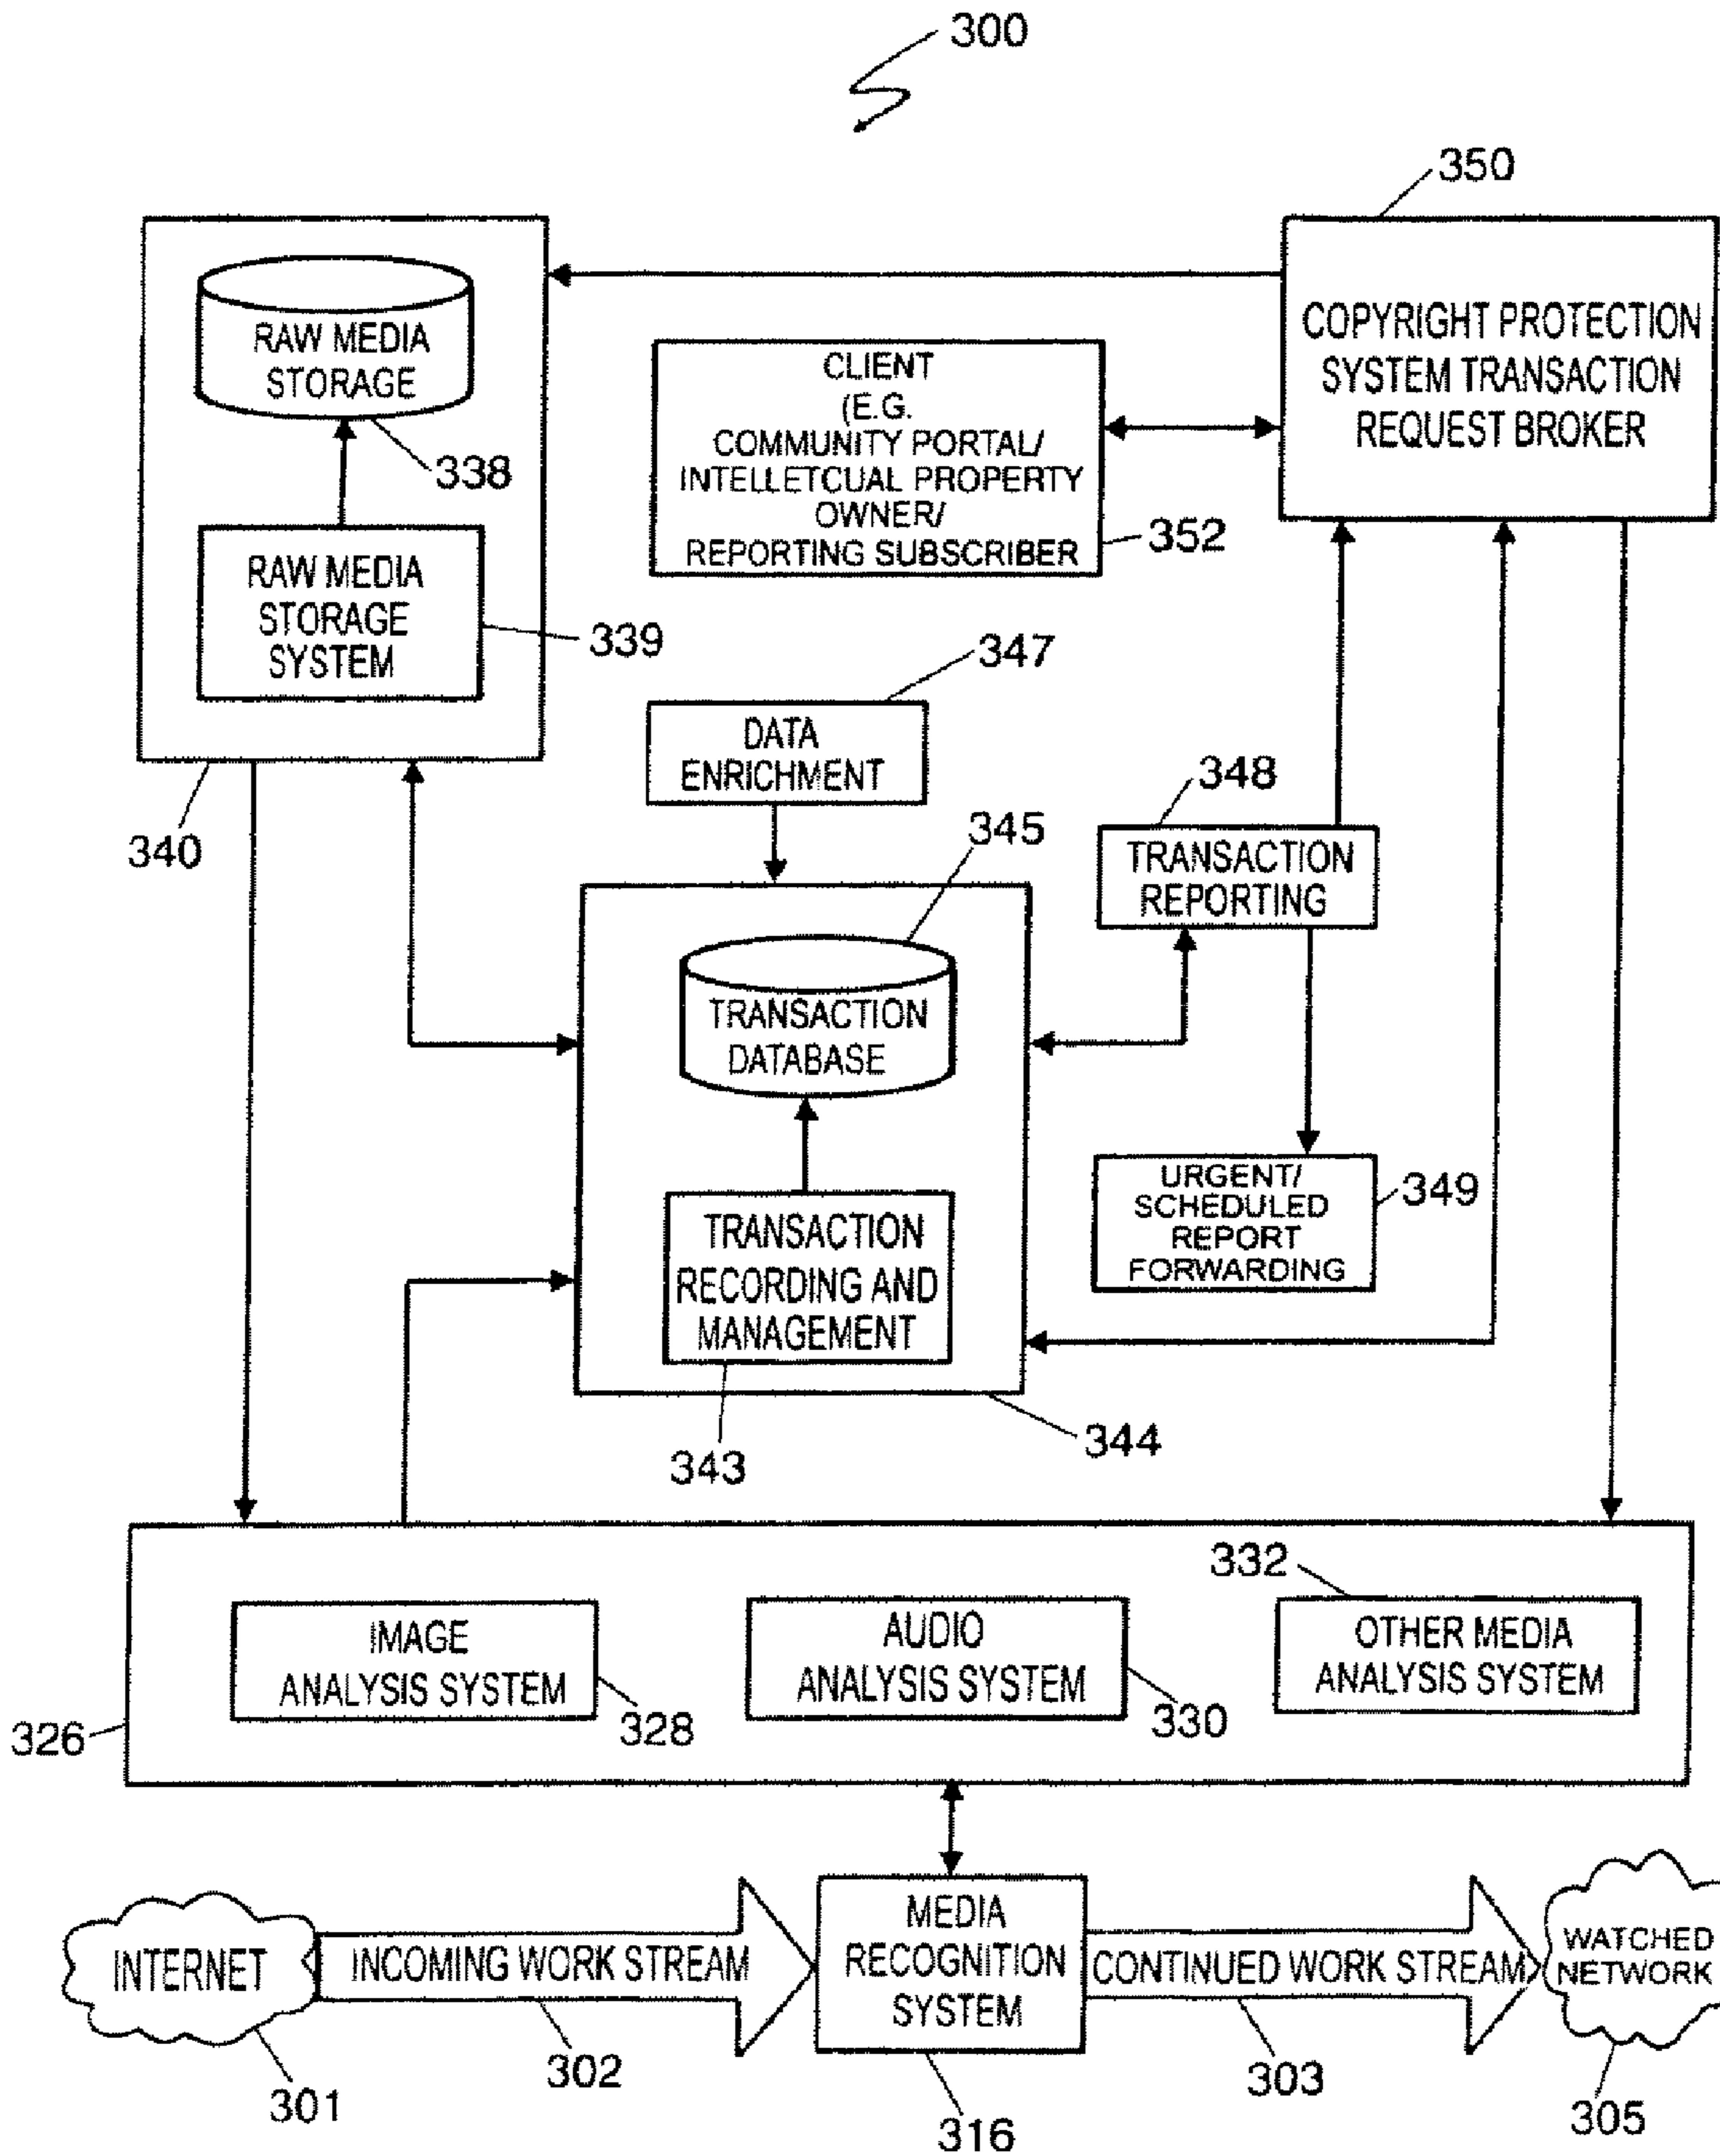 300
350
RAW MEDIA
STORAGE
338
RAW MEDIA
STORAGE
SYSTEM
339
340
CLIENT
(E.G.
COMMUNITY PORTAL/
INTELLETCUAL PROPERTY
OWNER/
REPORTING SUBSCRIBER
352
COPYRIGHT PROTECTION
SYSTEM TRANSACTION
REQUEST BROKER
347
DATA
ENRICHMENT
345
348
TRANSACTION
REPORTING
TRANSACTION
DATABASE
TRANSACTION
RECORDING AND
MANAGEMENT
343
344
URGENT/
SCHEDULED
REPORT
FORWARDING
349
326
IMAGE
ANALYSIS SYSTEM
328
AUDIO
ANALYSIS SYSTEM
330
332
OTHER MEDIA
ANALYSIS SYSTEM
INTERNET
301
INCOMING WORK STREAM
302
MEDIA
RECOGNITION
SYSTEM
316
CONTINUED WORK STREAM
303
WATCHED
NETWORK
305